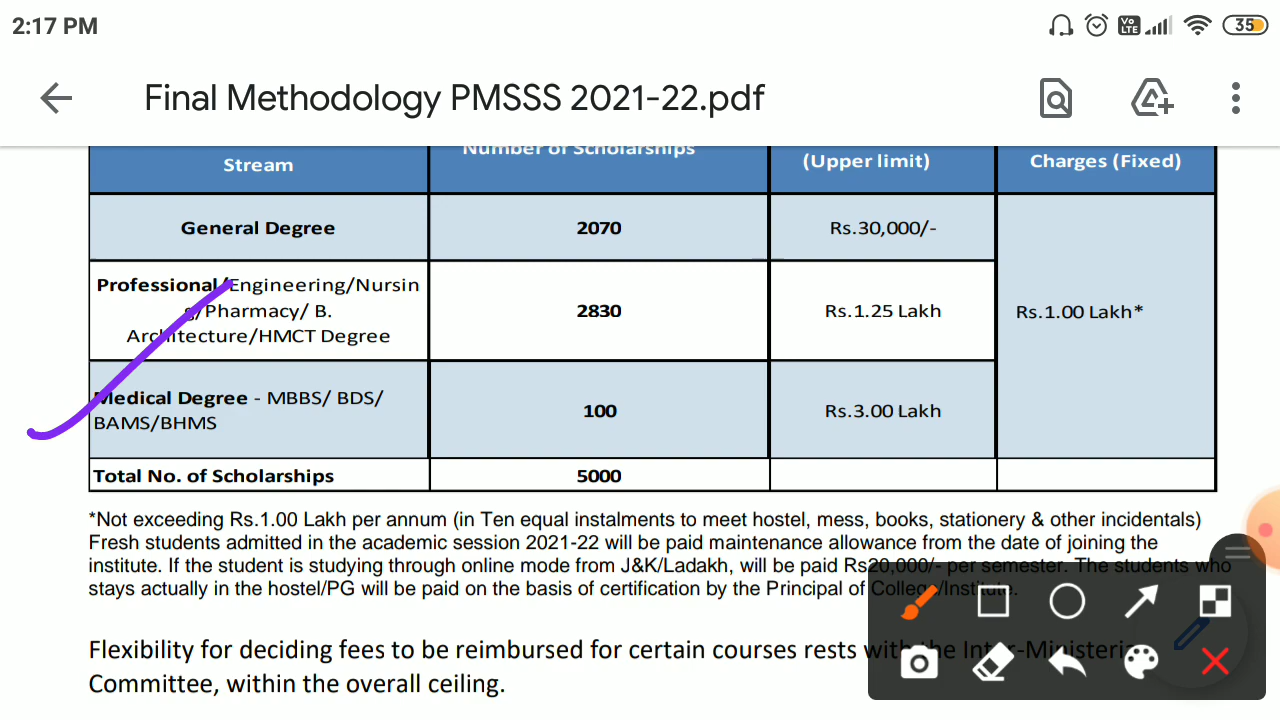 2:17 PM
Vo LTE
35
Final Methodology PMSSS 2021-22.pdf
Number of Scholarships
Stream
(Upper limit)
Charges (Fixed)
General Degree
2070
Rs.30,000/-
Professional/Engineering/Nursin
g/Pharmacy/ B.
Architecture/HMCT Degree
2830
Rs.1.25 Lakh
Rs.1.00 Lakh*
Medical Degree - MBBS/ BDS/
BAMS/BHMS
100
Rs.3.00 Lakh
Total No. of Scholarships
5000
*Not exceeding Rs.1.00 Lakh per annum (in Ten equal instalments to meet hostel, mess, books, stationery & other incidentals)
Fresh students admitted in the academic session 2021-22 will be paid maintenance allowance from the date of joining the
institute. If the student is studying through online mode from J&K/Ladakh, will be paid Rs20,000/- per semester. The students who
stays actually in the hostel/PG will be paid on the basis of certification by the Principal of College/Institute.
Flexibility for deciding fees to be reimbursed for certain courses rests with the Inter-Ministeria
Committee, within the overall ceiling.